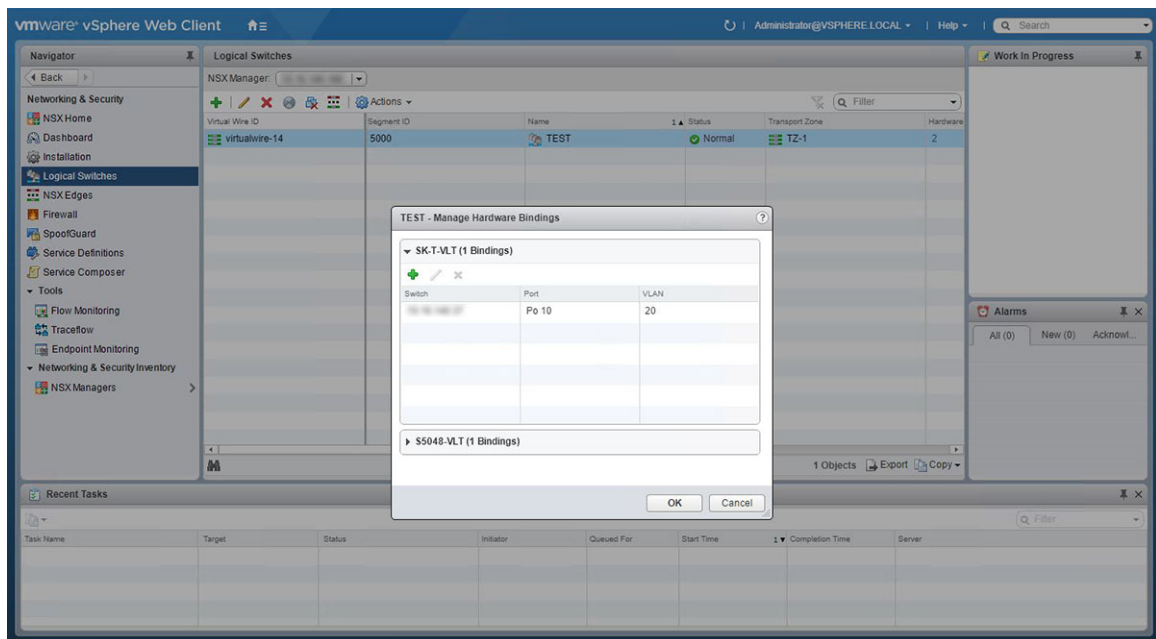 vmware® vSphere Web Client
Administrator@VSPHERE.LOCAL
Help
Search
Navigator
Back
Networking & Security
NSX Home
Dashboard
Installation
Logical Switches
NSX Edges
Firewall
SpoofGuard
Service Definitions
Service Composer
Tools
Flow Monitoring
Traceflow
Endpoint Monitoring
Networking & Security Inventory
NSX Managers
Logical Switches
NSX Manager:
Actions
Filter
Virtual Wire ID Segment ID Name 1 Status Transport Zone Hardware
virtualwire-14 5000 TEST Normal TZ-1 2
TEST - Manage Hardware Bindings
SK-T-VLT (1 Bindings)
Switch Port VLAN
Po 10 20
S5048-VLT (1 Bindings)
OK Cancel
1 Objects Export Copy
Work In Progress
Alarms
All (0) New (0) Acknowl...
Recent Tasks
Filter
Task Name Target Status Initiator Queued For Start Time 1 Completion Time Server